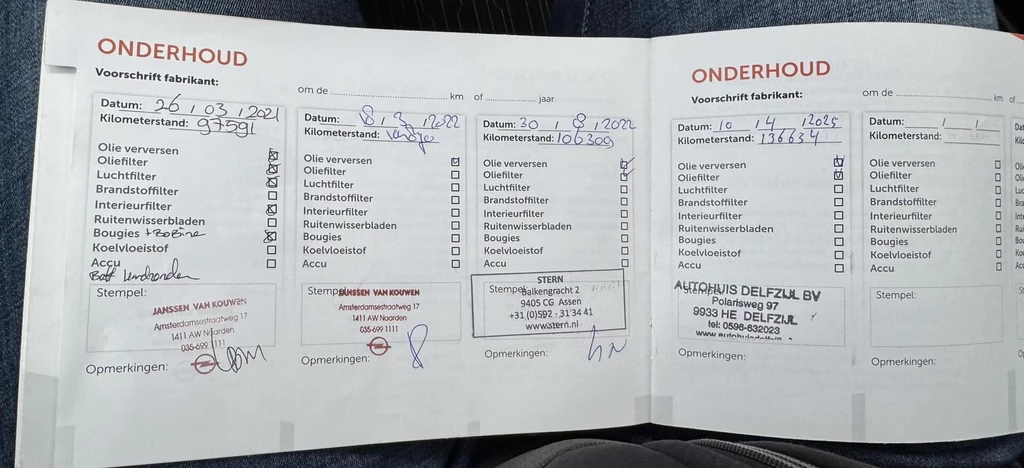 ONDERHOUD
Voorschrift fabrikant:
om de ........................ km of ................ jaar
Datum: 26 / 03 / 2021
Kilometerstand: 97591
Olie verversen
Oliefilter
Luchtfilter
Brandstoffilter
Interieurfilter
Ruitenwisserbladen
Bougies + Bobine
Koelvloeistof
Accu
Stempel:
JANSSEN VAN KOUWEN
Amsterdamsestraatweg 17
1411 AW Naarden
035-699 1111
Opmerkingen:
Datum: 8 / 3 / 2022
Kilometerstand:
Olie verversen
Oliefilter
Luchtfilter
Brandstoffilter
Interieurfilter
Ruitenwisserbladen
Bougies
Koelvloeistof
Accu
Stempel:
JANSSEN VAN KOUWEN
Amsterdamsestraatweg 17
1411 AW Naarden
035-699 1111
Opmerkingen:
Datum: 30 / 8 / 2022
Kilometerstand: 106309
Olie verversen
Oliefilter
Luchtfilter
Brandstoffilter
Interieurfilter
Ruitenwisserbladen
Bougies
Koelvloeistof
Accu
STERN
Stempel:
Balkengracht 2
9405 CG Assen
+31 (0)592 - 31 34 41
www.stern.nl
Opmerkingen:
ONDERHOUD
Voorschrift fabrikant:
om de ........................ km of
Datum: 10 / 4 / 2025
Kilometerstand: 136634
Olie verversen
Oliefilter
Luchtfilter
Brandstoffilter
Interieurfilter
Ruitenwisserbladen
Bougies
Koelvloeistof
Accu
Stempel:
AUTOHUIS DELFZIJL BV
Polarisweg 97
9933 HE DELFZIJL
tel: 0596-632023
Opmerkingen:
Datum: / /
Kilometerstand:
Olie verversen
Oliefilter
Luchtfilter
Brandstoffilter
Interieurfilter
Ruitenwisserbladen
Bougies
Koelvloeistof
Accu
Stempel:
Opmerkingen: